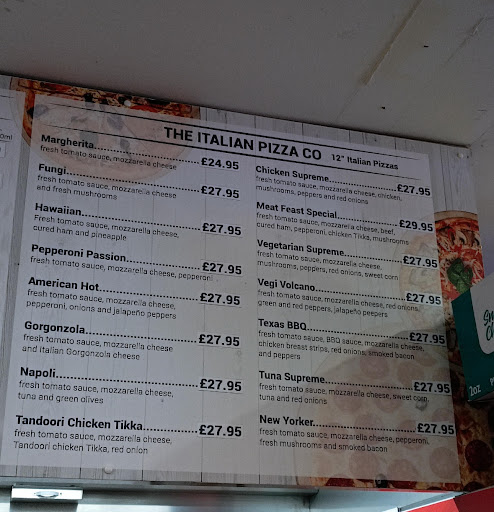 THE ITALIAN PIZZA CO 12" Italian Pizzas
Margherita £24.95
fresh tomato sauce, mozzarella cheese
Fungi £27.95
fresh tomato sauce, mozzarella cheese
and fresh mushrooms
Hawaiian £27.95
Fresh tomato sauce, mozzarella cheese,
cured ham and pineapple
Pepperoni Passion £27.95
fresh tomato sauce, mozzarella cheese, pepperoni
American Hot £27.95
fresh tomato sauce, mozzarella cheese,
pepperoni, onions and jalapeño peppers
Gorgonzola £27.95
fresh tomato sauce, mozzarella cheese
and italian Gorgonzola cheese
Napoli £27.95
fresh tomato sauce, mozzarella cheese,
tuna and green olives
Tandoori Chicken Tikka £27.95
fresh tomato sauce, mozzarella cheese,
Tandoori chicken Tikka, red onion
Chicken Supreme £27.95
fresh tomato sauce, mozzarella cheese, chicken,
mushrooms, peppers and red onions
Meat Feast Special £29.95
fresh tomato sauce, mozzarella cheese, beef,
cured ham, pepperoni, chicken Tikka, mushrooms
Vegetarian Supreme £27.95
fresh tomato sauce, mozzarella cheese,
mushrooms, peppers, red onions, sweet corn
Vegi Volcano £27.95
fresh tomato sauce, mozzarella cheese, red onions,
green and red peppers, jalapeño peepers
Texas BBQ £27.95
fresh tomato sauce, BBQ sauce, mozzarella cheese,
chicken breast strips, red onions, smoked bacon
and peppers
Tuna Supreme £27.95
fresh tomato sauce, mozzarella cheese, sweet corn,
tuna and red onion
New Yorker £27.95
fresh tomato sauce, mozzarella cheese, pepperoni,
fresh mushrooms and smoked bacon
2oz